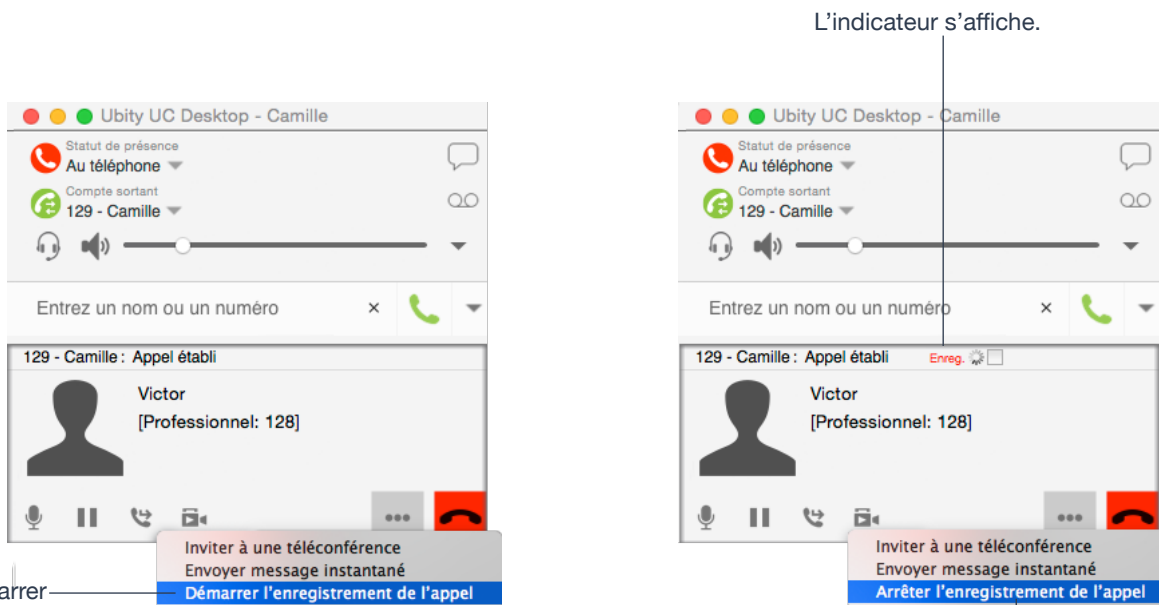 L’indicateur s’affiche.
Ubity UC Desktop - Camille
Statut de présence
Au téléphone
Compte sortant
129 - Camille
Entrez un nom ou un numéro
129 - Camille : Appel établi
Victor
[Professionnel: 128]
Inviter à une téléconférence
Envoyer message instantané
Démarrer l’enregistrement de l’appel
arrer
Ubity UC Desktop - Camille
Statut de présence
Au téléphone
Compte sortant
129 - Camille
Entrez un nom ou un numéro
129 - Camille : Appel établi Enreg.
Victor
[Professionnel: 128]
Inviter à une téléconférence
Envoyer message instantané
Arrêter l’enregistrement de l’appel